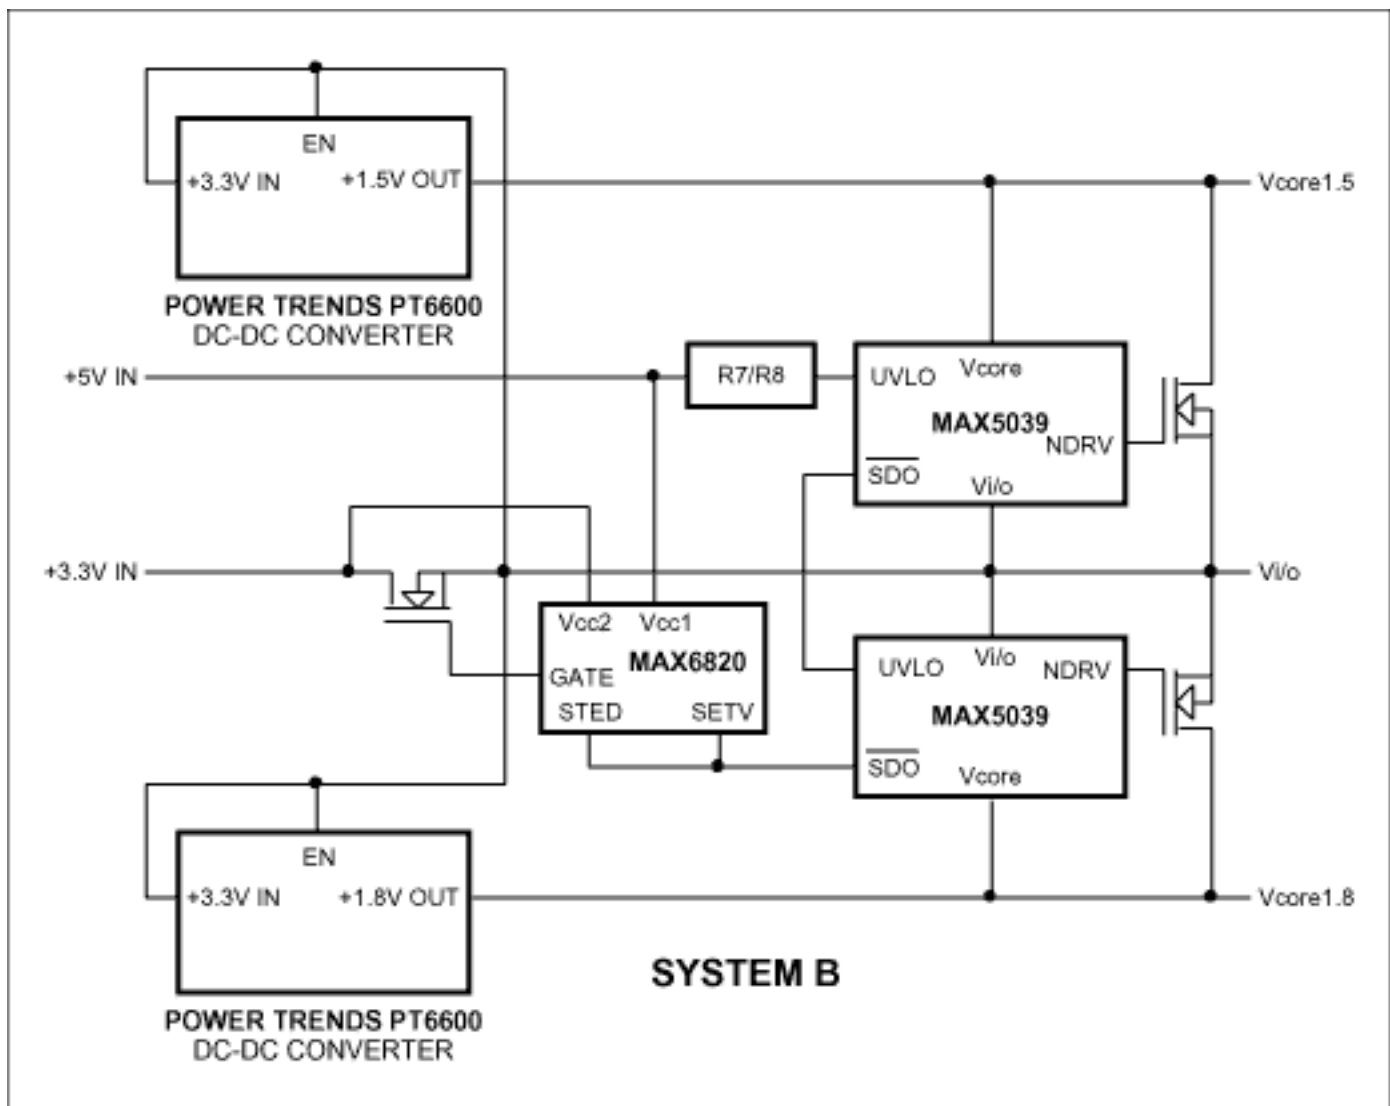 EN
+3.3V IN
+1.5V OUT
Vcore1.5
POWER TRENDS PT6600
DC-DC CONVERTER
+5V IN
R7/R8
UVLO
Vcore
MAX5039
NDRV
SDO
Vi/o
+3.3V IN
Vi/o
Vcc2
Vcc1
MAX6820
GATE
STED
SETV
UVLO
Vi/o
NDRV
MAX5039
SDO
Vcore
EN
+3.3V IN
+1.8V OUT
Vcore1.8
SYSTEM B
POWER TRENDS PT6600
DC-DC CONVERTER